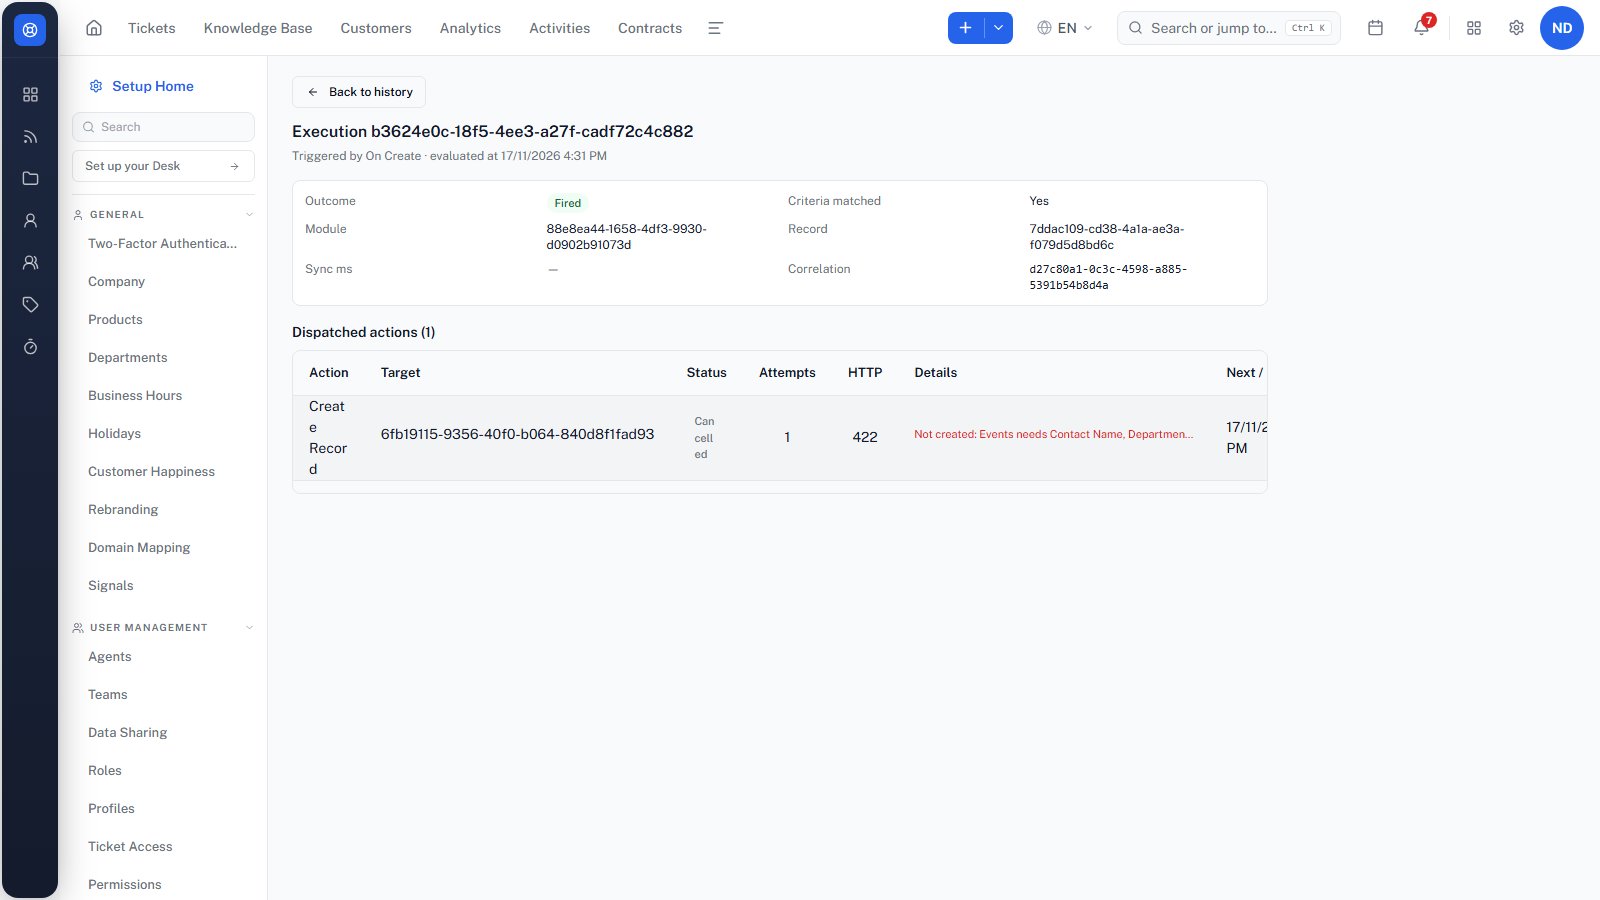 Tickets
Knowledge Base
Customers
Analytics
Activities
Contracts
EN
Search or jump to...
Ctrl K
7
ND
Setup Home
Search
Set up your Desk
GENERAL
Two-Factor Authentica...
Company
Products
Departments
Business Hours
Holidays
Customer Happiness
Rebranding
Domain Mapping
Signals
USER MANAGEMENT
Agents
Teams
Data Sharing
Roles
Profiles
Ticket Access
Permissions
Back to history
Execution b3624e0c-18f5-4ee3-a27f-cadf72c4c882
Triggered by On Create · evaluated at 17/11/2026 4:31 PM
Outcome
Fired
Criteria matched
Yes
Module
88e8ea44-1658-4df3-9930-
d0902b91073d
Record
7ddac109-cd38-4a1a-ae3a-
f079d5d8bd6c
Sync ms
—
Correlation
d27c80a1-0c3c-4598-a885-
5391b54b8d4a
Dispatched actions (1)
Action
Target
Status
Attempts
HTTP
Details
Next /
Creat
e
Recor
d
6fb19115-9356-40f0-b064-840d8f1fad93
Can
cell
ed
1
422
Not created: Events needs Contact Name, Departmen...
17/11/2
PM